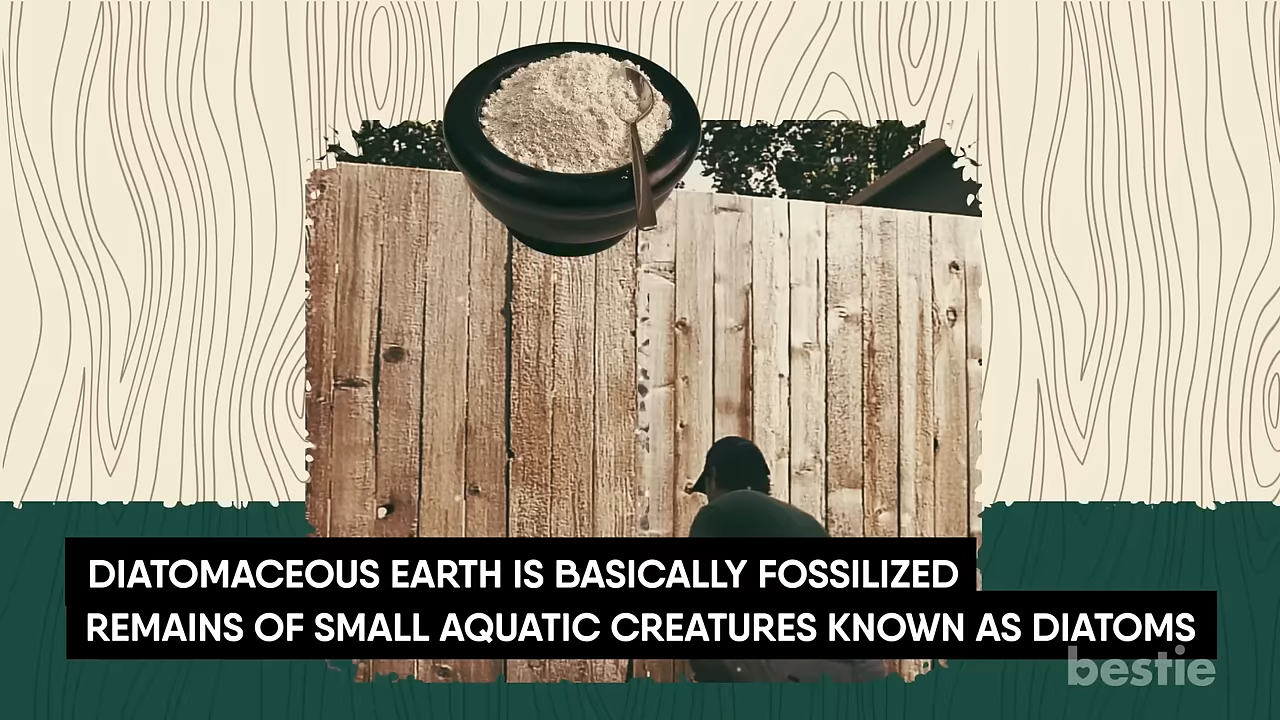 DIATOMACEOUS EARTH IS BASICALLY FOSSILIZED
REMAINS OF SMALL AQUATIC CREATURES KNOWN AS DIATOMS
bestie